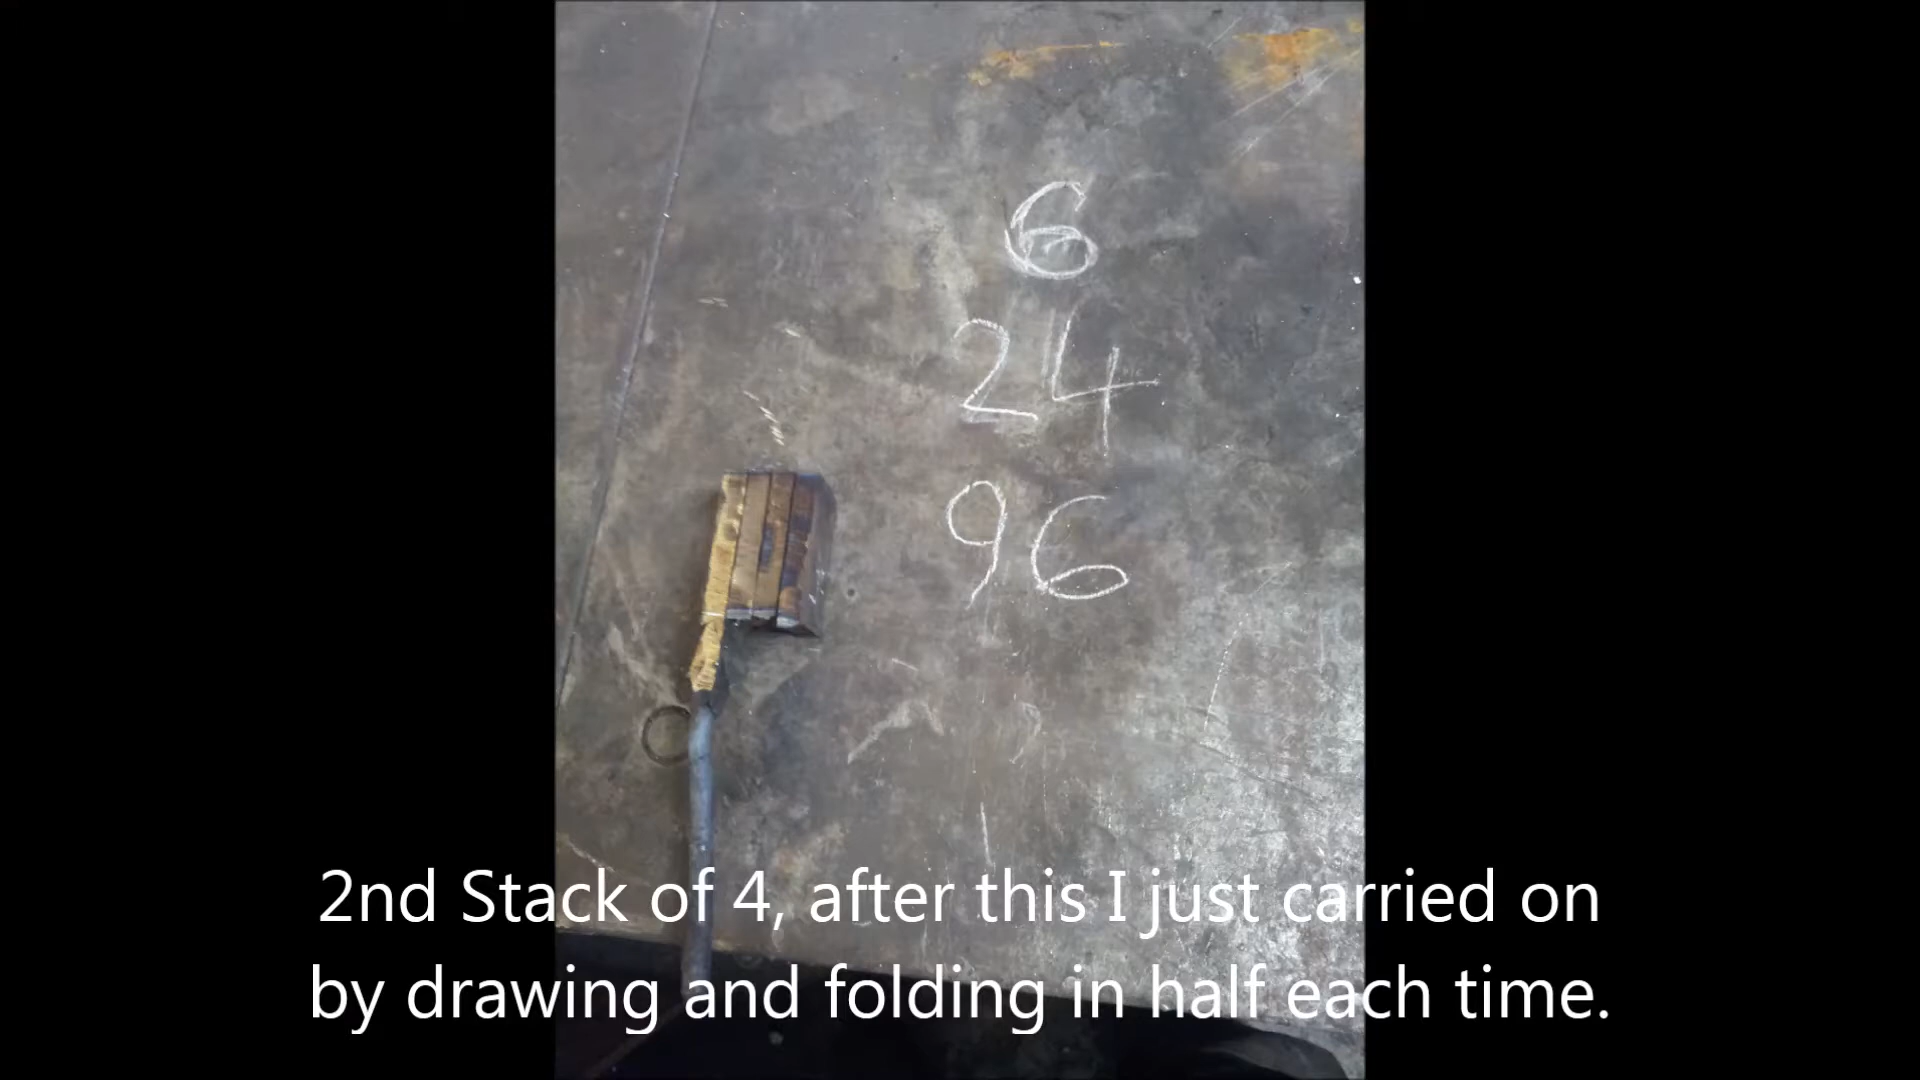 6
24
96
2nd Stack of 4, after this I just carried on
by drawing and folding in half each time.